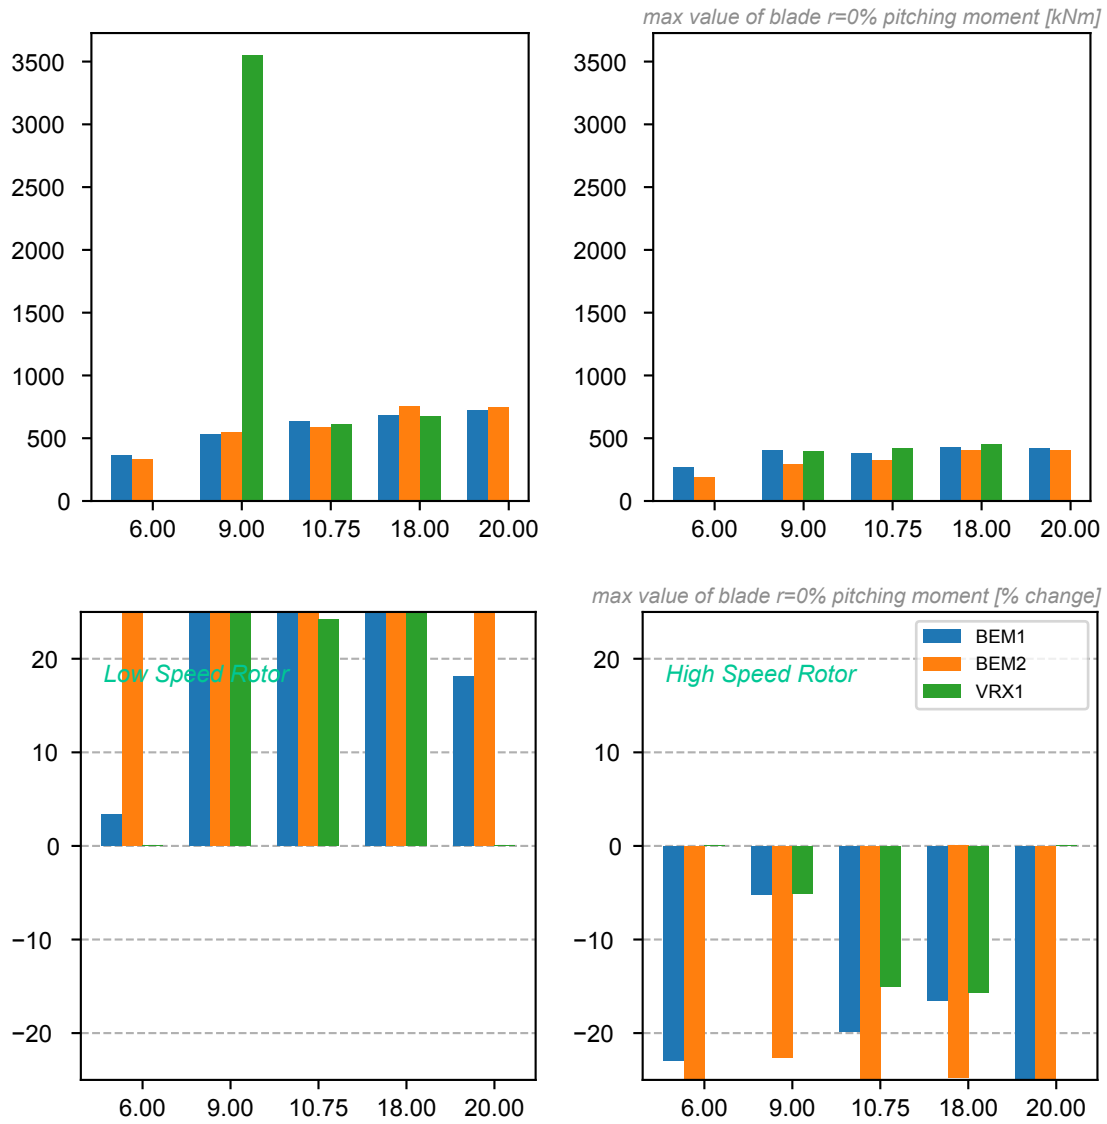 max value of blade r=0% pitching moment [kNm]
3500
3000
2500
2000
1500
1000
500
0
6.00 9.00 10.75 18.00 20.00
3500
3000
2500
2000
1500
1000
500
0
6.00 9.00 10.75 18.00 20.00
max value of blade r=0% pitching moment [% change]
20
10
0
−10
−20
Low Speed Rotor
6.00 9.00 10.75 18.00 20.00
20
10
0
−10
−20
High Speed Rotor
BEM1
BEM2
VRX1
6.00 9.00 10.75 18.00 20.00